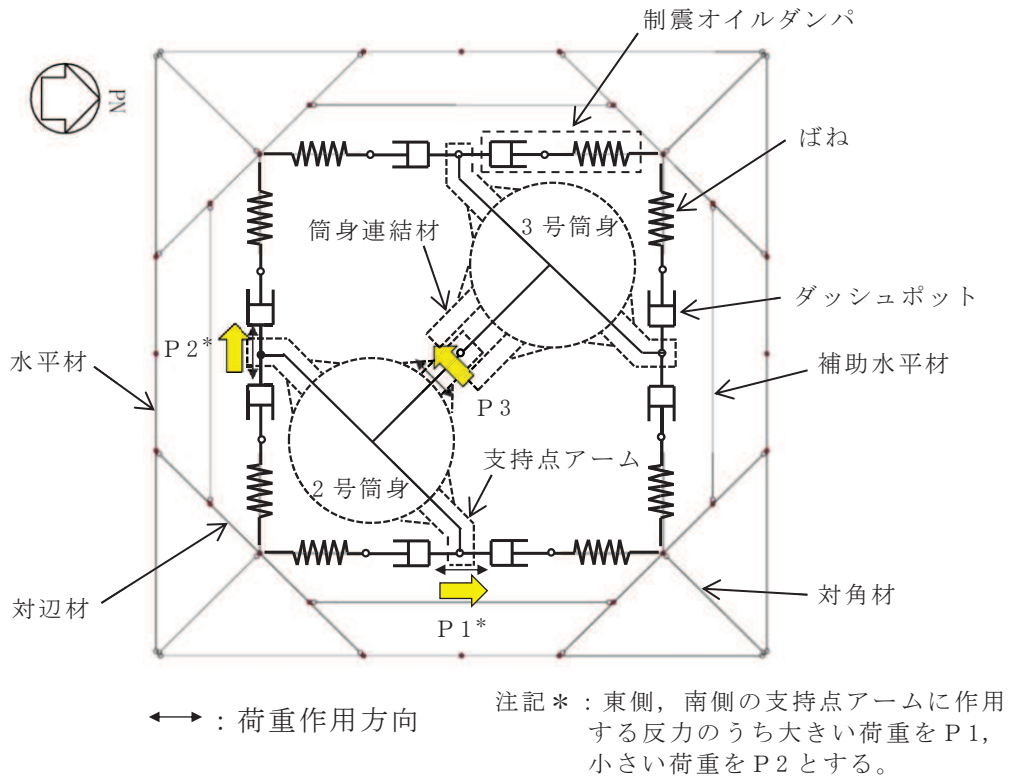 制震オイルダンパ
PN
ばね
3号筒身
筒身連結材
ダッシュポット
P2*
水平材
補助水平材
P3
支持点アーム
2号筒身
対辺材
対角材
P1*
:荷重作用方向
注記*:東側,南側の支持点アームに作用
する反力のうち大きい荷重をP1,
小さい荷重をP2とする。